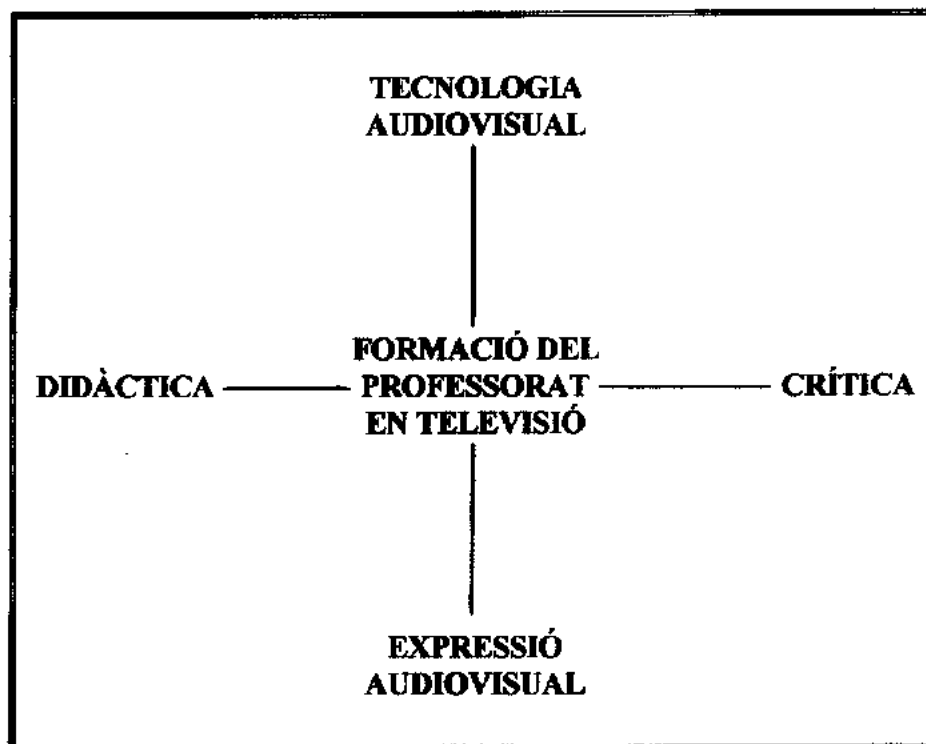 TECNOLOGIA
AUDIOVISUAL
FORMACIÓ DEL
DIDÀCTICA PROFESSORAT CRÍTICA
EN TELEVISIÓ
EXPRESSIÓ
AUDIOVISUAL